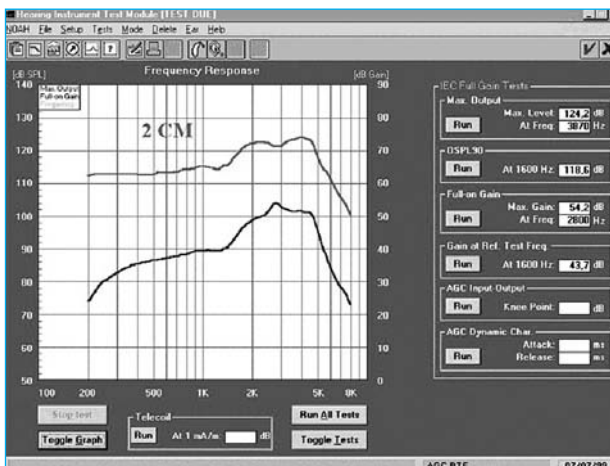 Hearing Instrument Test Module [TEST DUE]
NOAH File Setup Tests Mode Delete Ear Help
[dB SPL] Frequency Response [dB Gain]
Max. Output
Full-on Gain
Frequency
2 CM
140 130 120 110 100 90 80 70 60 50
90 80 70 60 50 40 30 20 10 0
100 200 500 1K 2K 5K 8K
IEC Full Gain Tests
Max. Output
Max. Level: 124,2 dB
Run At Freq: 3870 Hz
OSPL90
Run At 1600 Hz: 118,6 dB
Full-on Gain
Max. Gain: 54,2 dB
Run At Freq: 2800 Hz
Gain at Ref. Test Freq.
Run At 1600 Hz: 43,7 dB
AGC Input-Output
Run Knee Point: dB
AGC Dynamic Char.
Attack: ms
Run Release: ms
Stop test
Toggle Graph
Telecoil
Run At 1 mA/m: dB
Run All Tests
Toggle Tests
AGC BTE 07/07/99